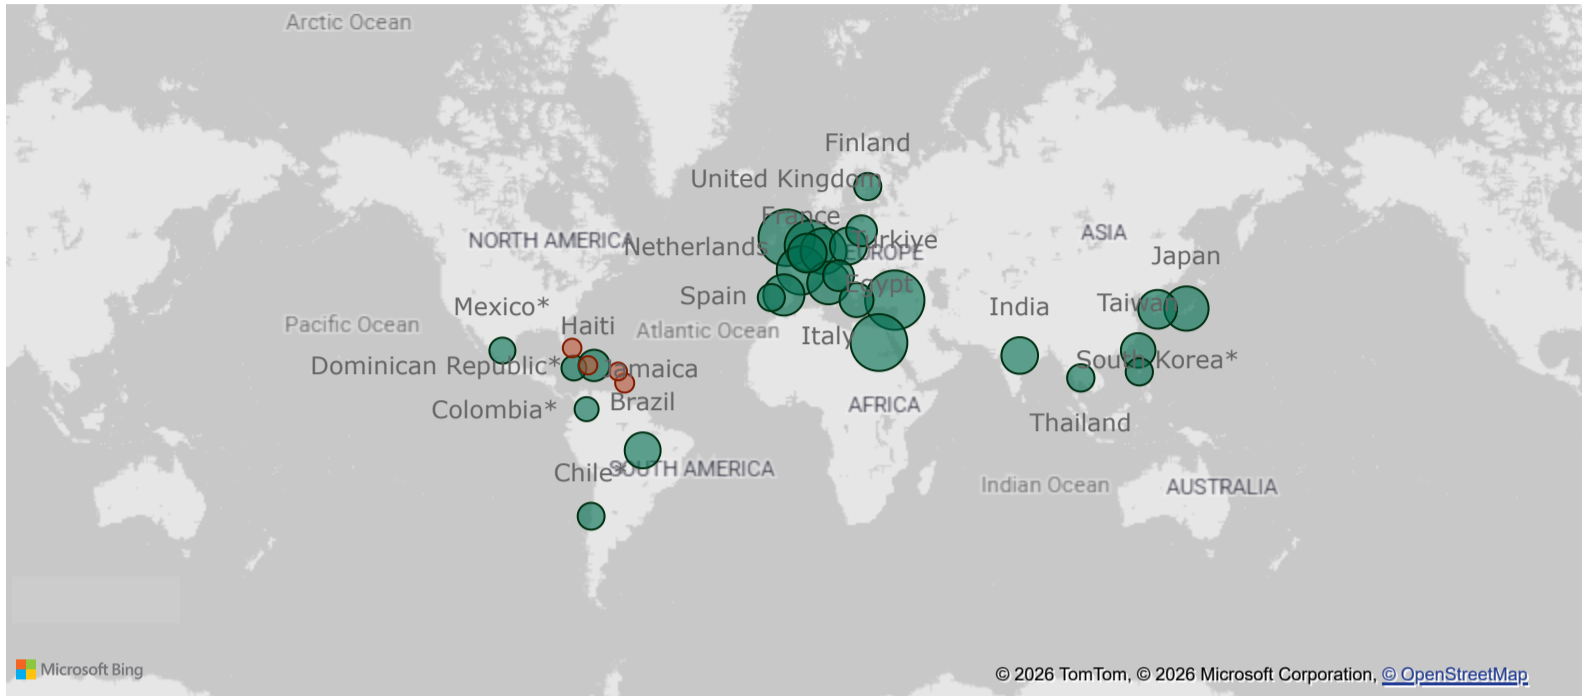 Arctic Ocean
Finland
United Kingdom
France
NORTH AMERICA
Netherlands
Türkiye
EUROPE
ASIA
Japan
Egypt
Spain
Mexico*
India
Taiwan
Pacific Ocean
Haiti
Atlantic Ocean
Italy
Dominican Republic*
Jamaica
South Korea*
Colombia*
Brazil
AFRICA
Thailand
Chile*
SOUTH AMERICA
Indian Ocean
AUSTRALIA
Microsoft Bing
© 2026 TomTom, © 2026 Microsoft Corporation, © OpenStreetMap